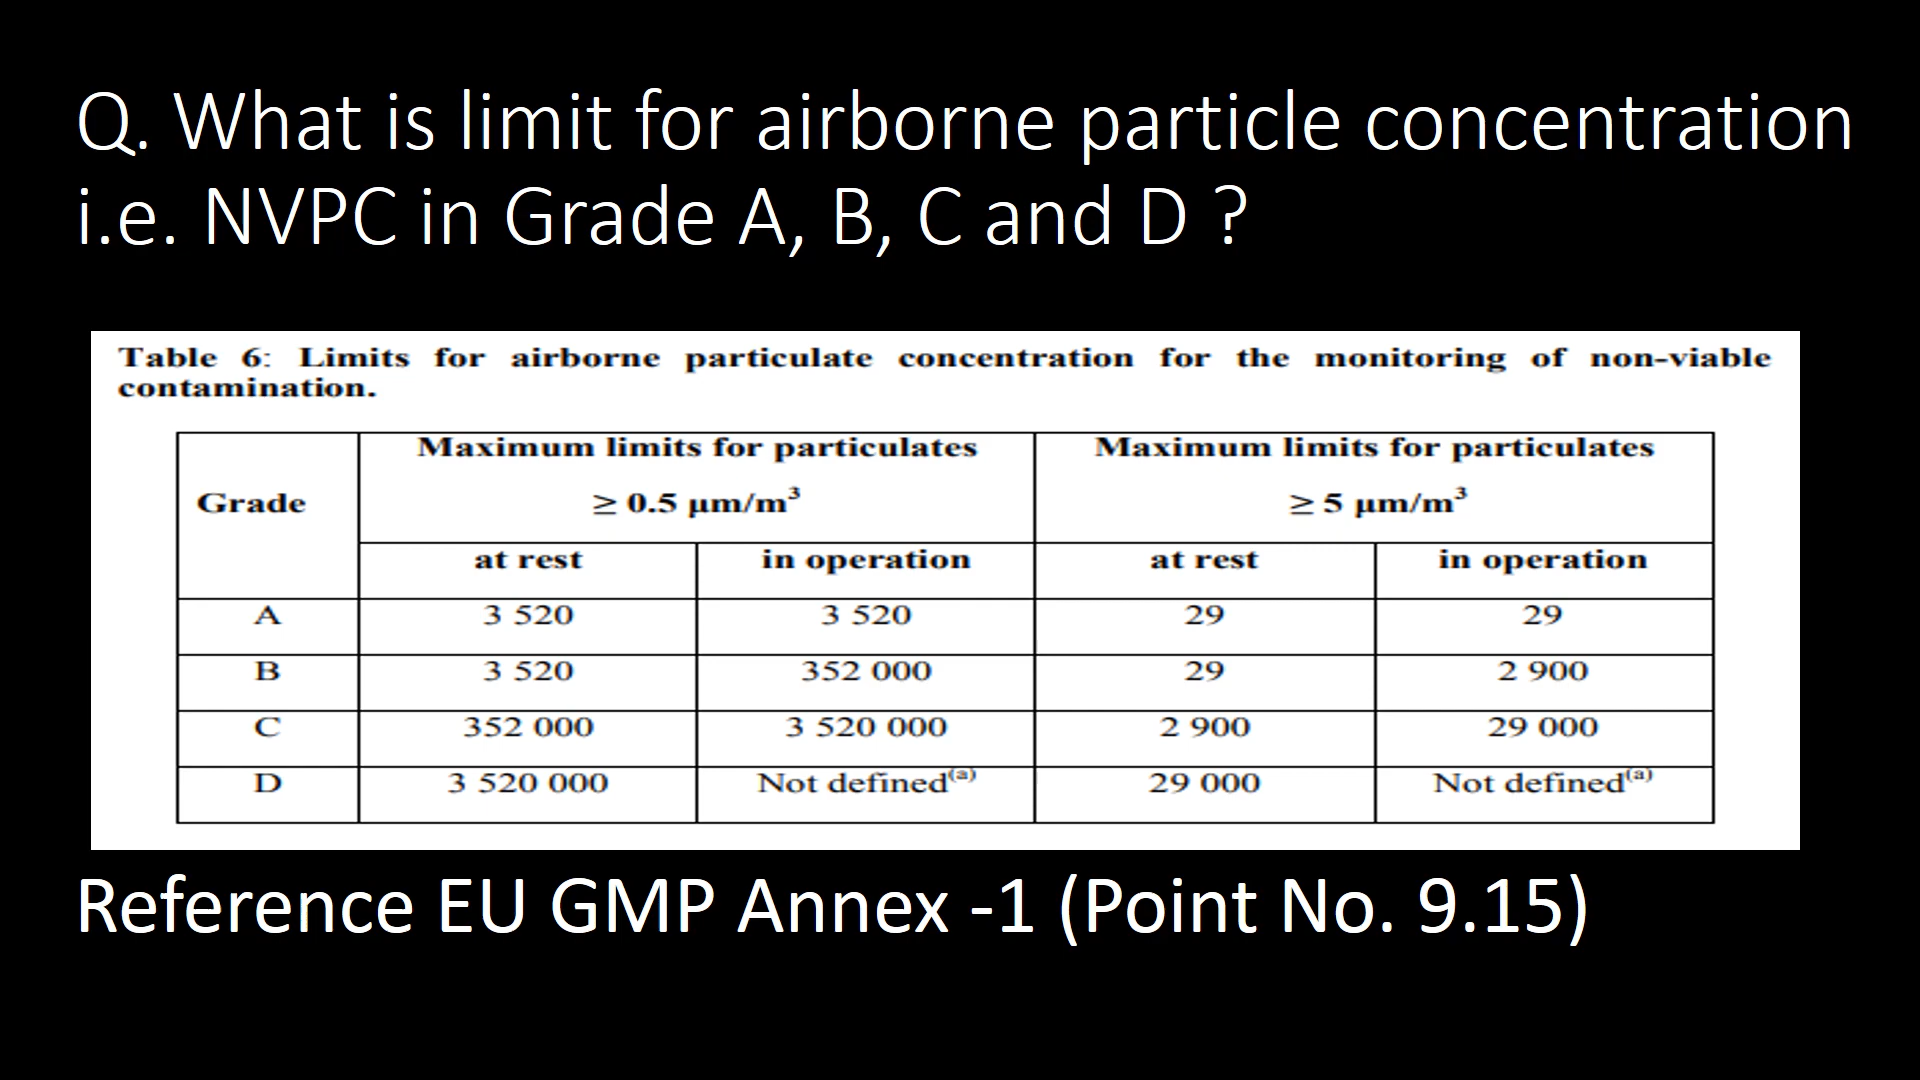 Q. What is limit for airborne particle concentration
i.e. NVPC in Grade A, B, C and D ?
Table 6: Limits for airborne particulate concentration for the monitoring of non-viable
contamination.
Grade
Maximum limits for particulates
≥ 0.5 µm/m³
Maximum limits for particulates
≥ 5 µm/m³
at rest in operation at rest in operation
A 3 520 3 520 29 29
B 3 520 352 000 29 2 900
C 352 000 3 520 000 2 900 29 000
D 3 520 000 Not defined(a) 29 000 Not defined(a)
Reference EU GMP Annex -1 (Point No. 9.15)